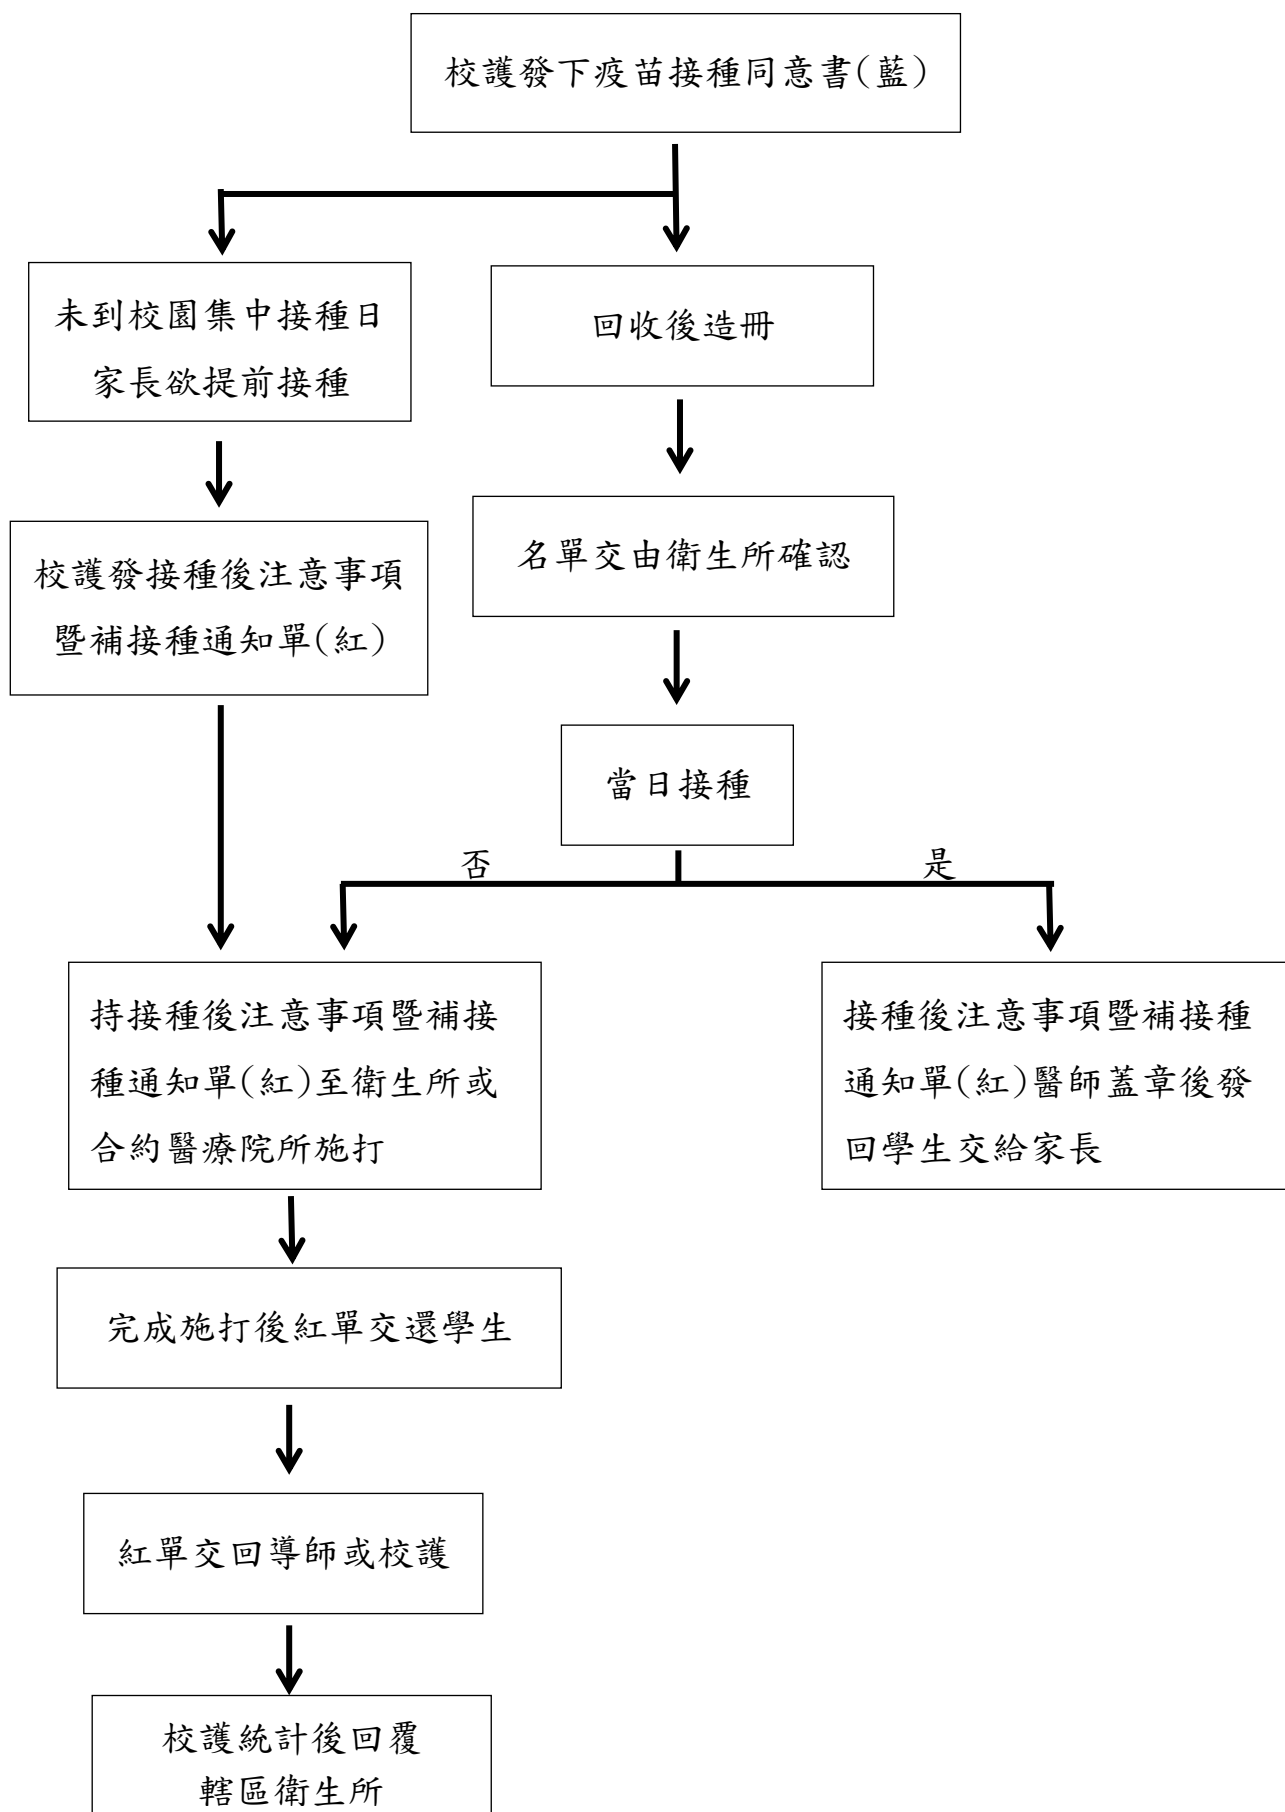 校護發下疫苗接種同意書(藍)
未到校園集中接種日
家長欲提前接種
回收後造冊
校護發接種後注意事項
暨補接種通知單(紅)
名單交由衛生所確認
當日接種
否
是
持接種後注意事項暨補接
種通知單(紅)至衛生所或
合約醫療院所施打
接種後注意事項暨補接種
通知單(紅)醫師蓋章後發
回學生交給家長
完成施打後紅單交還學生
紅單交回導師或校護
校護統計後回覆
轄區衛生所